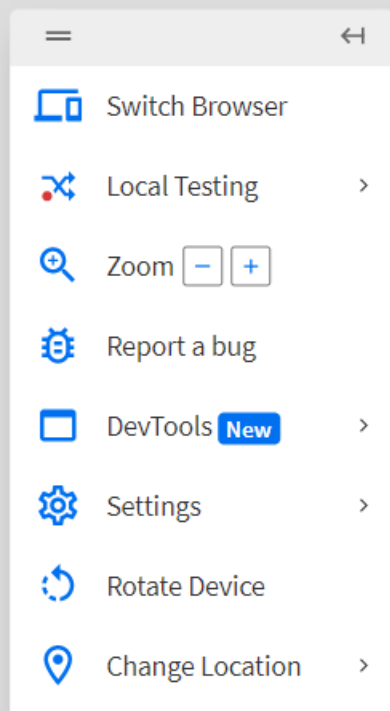 Switch Browser
Local Testing
Zoom − +
Report a bug
DevTools New
Settings
Rotate Device
Change Location